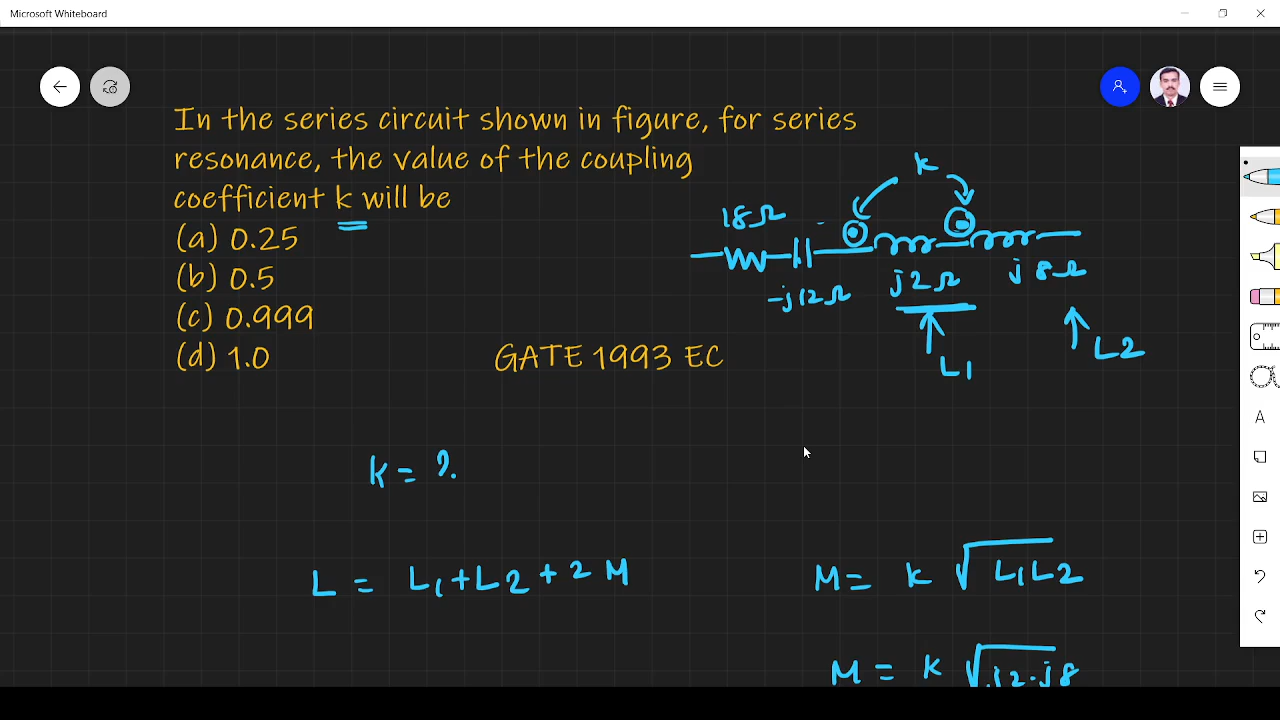 Microsoft Whiteboard
In the series circuit shown in figure, for series
resonance, the value of the coupling
coefficient k will be
(a) 0.25
(b) 0.5
(c) 0.999
(d) 1.0
GATE 1993 EC
k
18Ω
-j12Ω
j2Ω
j8Ω
L1
L2
K = ?
L = L1 + L2 + 2M
M = k √L1L2
M = k √j2·j8
A